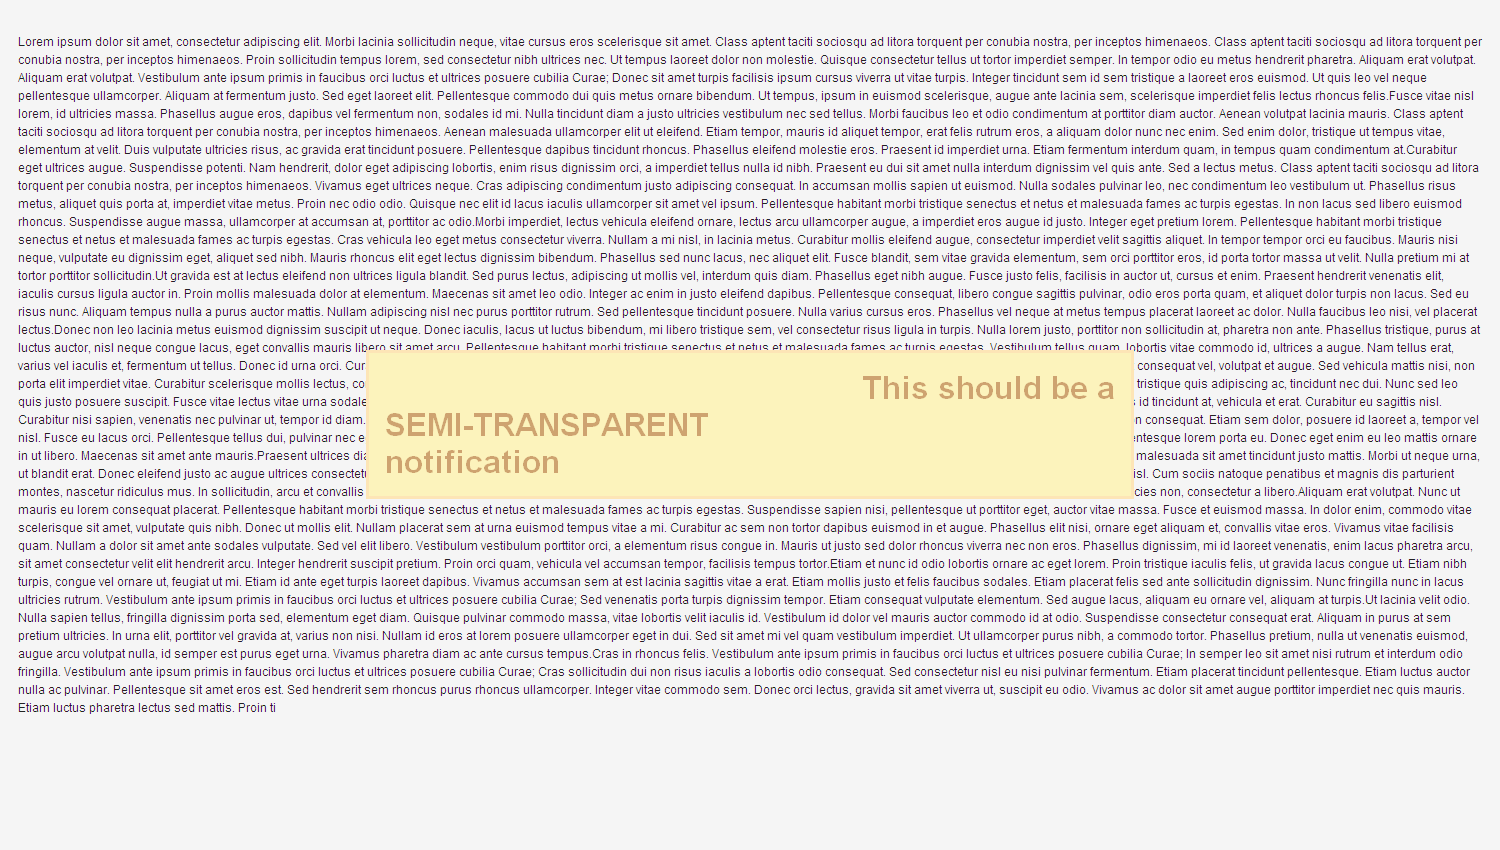 Lorem ipsum dolor sit amet, consectetur adipiscing elit. Morbi lacinia sollicitudin neque, vitae cursus eros scelerisque sit amet. Class aptent taciti sociosqu ad litora torquent per conubia nostra, per inceptos himenaeos. Class aptent taciti sociosqu ad litora torquent per
conubia nostra, per inceptos himenaeos. Proin sollicitudin tempus lorem, sed consectetur nibh ultrices nec. Ut tempus laoreet dolor non molestie. Quisque consectetur tellus ut tortor imperdiet semper. In tempor odio eu metus hendrerit pharetra. Aliquam erat volutpat.
Aliquam erat volutpat. Vestibulum ante ipsum primis in faucibus orci luctus et ultrices posuere cubilia Curae; Donec sit amet turpis facilisis ipsum cursus viverra ut vitae turpis. Integer tincidunt sem id sem tristique a laoreet eros euismod. Ut quis leo vel neque
pellentesque ullamcorper. Aliquam at fermentum justo. Sed eget laoreet elit. Pellentesque commodo dui quis metus ornare bibendum. Ut tempus, ipsum in euismod scelerisque, augue ante lacinia sem, scelerisque imperdiet felis lectus rhoncus felis.Fusce vitae nisl
lorem, id ultricies massa. Phasellus augue eros, dapibus vel fermentum non, sodales id mi. Nulla tincidunt diam a justo ultricies vestibulum nec sed tellus. Morbi faucibus leo et odio condimentum at porttitor diam auctor. Aenean volutpat lacinia mauris. Class aptent
taciti sociosqu ad litora torquent per conubia nostra, per inceptos himenaeos. Aenean malesuada ullamcorper elit ut eleifend. Etiam tempor, mauris id aliquet tempor, erat felis rutrum eros, a aliquam dolor nunc nec enim. Sed enim dolor, tristique ut tempus vitae,
elementum at velit. Duis vulputate ultricies risus, ac gravida erat tincidunt posuere. Pellentesque dapibus tincidunt rhoncus. Phasellus eleifend molestie eros. Praesent id imperdiet urna. Etiam fermentum interdum quam, in tempus quam condimentum at.Curabitur
eget ultrices augue. Suspendisse potenti. Nam hendrerit, dolor eget adipiscing lobortis, enim risus dignissim orci, a imperdiet tellus nulla id nibh. Praesent eu dui sit amet nulla interdum dignissim vel quis ante. Sed a lectus metus. Class aptent taciti sociosqu ad litora
torquent per conubia nostra, per inceptos himenaeos. Vivamus eget ultrices neque. Cras adipiscing condimentum justo adipiscing consequat. In accumsan mollis sapien ut euismod. Nulla sodales pulvinar leo, nec condimentum leo vestibulum ut. Phasellus risus
metus, aliquet quis porta at, imperdiet vitae metus. Proin nec odio odio. Quisque nec elit id lacus iaculis ullamcorper sit amet vel ipsum. Pellentesque habitant morbi tristique senectus et netus et malesuada fames ac turpis egestas. In non lacus sed libero euismod
rhoncus. Suspendisse augue massa, ullamcorper at accumsan at, porttitor ac odio.Morbi imperdiet, lectus vehicula eleifend ornare, lectus arcu ullamcorper augue, a imperdiet eros augue id justo. Integer eget pretium lorem. Pellentesque habitant morbi tristique
senectus et netus et malesuada fames ac turpis egestas. Cras vehicula leo eget metus consectetur viverra. Nullam a mi nisl, in lacinia metus. Curabitur mollis eleifend augue, consectetur imperdiet velit sagittis aliquet. In tempor tempor orci eu faucibus. Mauris nisi
neque, vulputate eu dignissim eget, aliquet sed nibh. Mauris rhoncus elit eget lectus dignissim bibendum. Phasellus sed nunc lacus, nec aliquet elit. Fusce blandit, sem vitae gravida elementum, sem orci porttitor eros, id porta tortor massa ut velit. Nulla pretium mi at
tortor porttitor sollicitudin.Ut gravida est at lectus eleifend non ultrices ligula blandit. Sed purus lectus, adipiscing ut mollis vel, interdum quis diam. Phasellus eget nibh augue. Fusce justo felis, facilisis in auctor ut, cursus et enim. Praesent hendrerit venenatis elit,
iaculis cursus ligula auctor in. Proin mollis malesuada dolor at elementum. Maecenas sit amet leo odio. Integer ac enim in justo eleifend dapibus. Pellentesque consequat, libero congue sagittis pulvinar, odio eros porta quam, et aliquet dolor turpis non lacus. Sed eu
risus nunc. Aliquam tempus nulla a purus auctor mattis. Nullam adipiscing nisl nec purus porttitor rutrum. Sed pellentesque tincidunt posuere. Nulla varius cursus eros. Phasellus vel neque at metus tempus placerat laoreet ac dolor. Nulla faucibus leo nisi, vel placerat
lectus.Donec non leo lacinia metus euismod dignissim suscipit ut neque. Donec iaculis, lacus ut luctus bibendum, mi libero tristique sem, vel consectetur risus ligula in turpis. Nulla lorem justo, porttitor non sollicitudin at, pharetra non ante. Phasellus tristique, purus at
luctus auctor, nisl neque congue lacus, eget convallis mauris libero sit amet arcu. Pellentesque habitant morbi tristique senectus et netus et malesuada fames ac turpis egestas. Vestibulum tellus quam, lobortis vitae commodo id, ultrices a augue. Nam tellus erat,
varius vel iaculis et, fermentum ut tellus. Donec id urna orci. Cur consequat vel, volutpat et augue. Sed vehicula mattis nisi, non
porta elit imperdiet vitae. Curabitur scelerisque mollis lectus, co tristique quis adipiscing ac, tincidunt nec dui. Nunc sed leo
This should be a
quis justo posuere suscipit. Fusce vitae lectus vitae urna sodale id tincidunt at, vehicula et erat. Curabitur eu sagittis nisl.
Curabitur nisi sapien, venenatis nec pulvinar ut, tempor id diam. n consequat. Etiam sem dolor, posuere id laoreet a, tempor vel
SEMI-TRANSPARENT
nisl. Fusce eu lacus orci. Pellentesque tellus dui, pulvinar nec e entesque lorem porta eu. Donec eget enim eu leo mattis ornare
in ut libero. Maecenas sit amet ante mauris.Praesent ultrices dia malesuada sit amet tincidunt justo mattis. Morbi ut neque urna,
notification
ut blandit erat. Donec eleifend justo ac augue ultrices consectet isl. Cum sociis natoque penatibus et magnis dis parturient
montes, nascetur ridiculus mus. In sollicitudin, arcu et convallis cies non, consectetur a libero.Aliquam erat volutpat. Nunc ut
mauris eu lorem consequat placerat. Pellentesque habitant morbi tristique senectus et netus et malesuada fames ac turpis egestas. Suspendisse sapien nisi, pellentesque ut porttitor eget, auctor vitae massa. Fusce et euismod massa. In dolor enim, commodo vitae
scelerisque sit amet, vulputate quis nibh. Donec ut mollis elit. Nullam placerat sem at urna euismod tempus vitae a mi. Curabitur ac sem non tortor dapibus euismod in et augue. Phasellus elit nisi, ornare eget aliquam et, convallis vitae eros. Vivamus vitae facilisis
quam. Nullam a dolor sit amet ante sodales vulputate. Sed vel elit libero. Vestibulum vestibulum porttitor orci, a elementum risus congue in. Mauris ut justo sed dolor rhoncus viverra nec non eros. Phasellus dignissim, mi id laoreet venenatis, enim lacus pharetra arcu,
sit amet consectetur velit elit hendrerit arcu. Integer hendrerit suscipit pretium. Proin orci quam, vehicula vel accumsan tempor, facilisis tempus tortor.Etiam et nunc id odio lobortis ornare ac eget lorem. Proin tristique iaculis felis, ut gravida lacus congue ut. Etiam nibh
turpis, congue vel ornare ut, feugiat ut mi. Etiam id ante eget turpis laoreet dapibus. Vivamus accumsan sem at est lacinia sagittis vitae a erat. Etiam mollis justo et felis faucibus sodales. Etiam placerat felis sed ante sollicitudin dignissim. Nunc fringilla nunc in lacus
ultricies rutrum. Vestibulum ante ipsum primis in faucibus orci luctus et ultrices posuere cubilia Curae; Sed venenatis porta turpis dignissim tempor. Etiam consequat vulputate elementum. Sed augue lacus, aliquam eu ornare vel, aliquam at turpis.Ut lacinia velit odio.
Nulla sapien tellus, fringilla dignissim porta sed, elementum eget diam. Quisque pulvinar commodo massa, vitae lobortis velit iaculis id. Vestibulum id dolor vel mauris auctor commodo id at odio. Suspendisse consectetur consequat erat. Aliquam in purus at sem
pretium ultricies. In urna elit, porttitor vel gravida at, varius non nisi. Nullam id eros at lorem posuere ullamcorper eget in dui. Sed sit amet mi vel quam vestibulum imperdiet. Ut ullamcorper purus nibh, a commodo tortor. Phasellus pretium, nulla ut venenatis euismod,
augue arcu volutpat nulla, id semper est purus eget urna. Vivamus pharetra diam ac ante cursus tempus.Cras in rhoncus felis. Vestibulum ante ipsum primis in faucibus orci luctus et ultrices posuere cubilia Curae; In semper leo sit amet nisi rutrum et interdum odio
fringilla. Vestibulum ante ipsum primis in faucibus orci luctus et ultrices posuere cubilia Curae; Cras sollicitudin dui non risus iaculis a lobortis odio consequat. Sed consectetur nisl eu nisi pulvinar fermentum. Etiam placerat tincidunt pellentesque. Etiam luctus auctor
nulla ac pulvinar. Pellentesque sit amet eros est. Sed hendrerit sem rhoncus purus rhoncus ullamcorper. Integer vitae commodo sem. Donec orci lectus, gravida sit amet viverra ut, suscipit eu odio. Vivamus ac dolor sit amet augue porttitor imperdiet nec quis mauris.
Etiam luctus pharetra lectus sed mattis. Proin ti